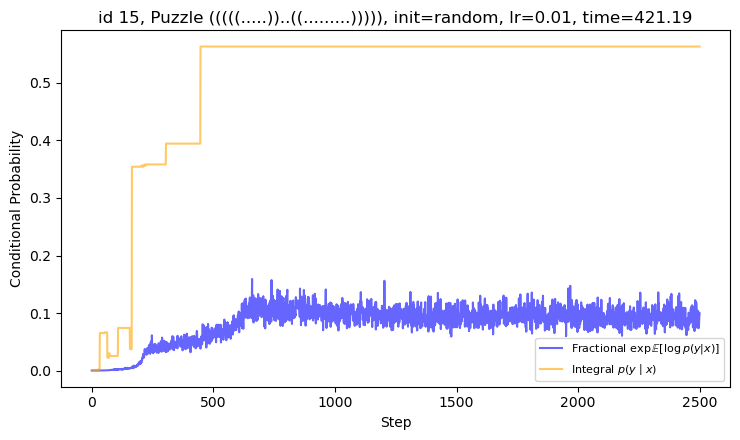 id 15, Puzzle (((((.....))..((.........))))), init=random, lr=0.01, time=421.19
Conditional Probability
0.5
0.4
0.3
0.2
0.1
0.0
Fractional exp 𝔼[log p(y|x)]
Integral p(y | x)
0 500 1000 1500 2000 2500
Step